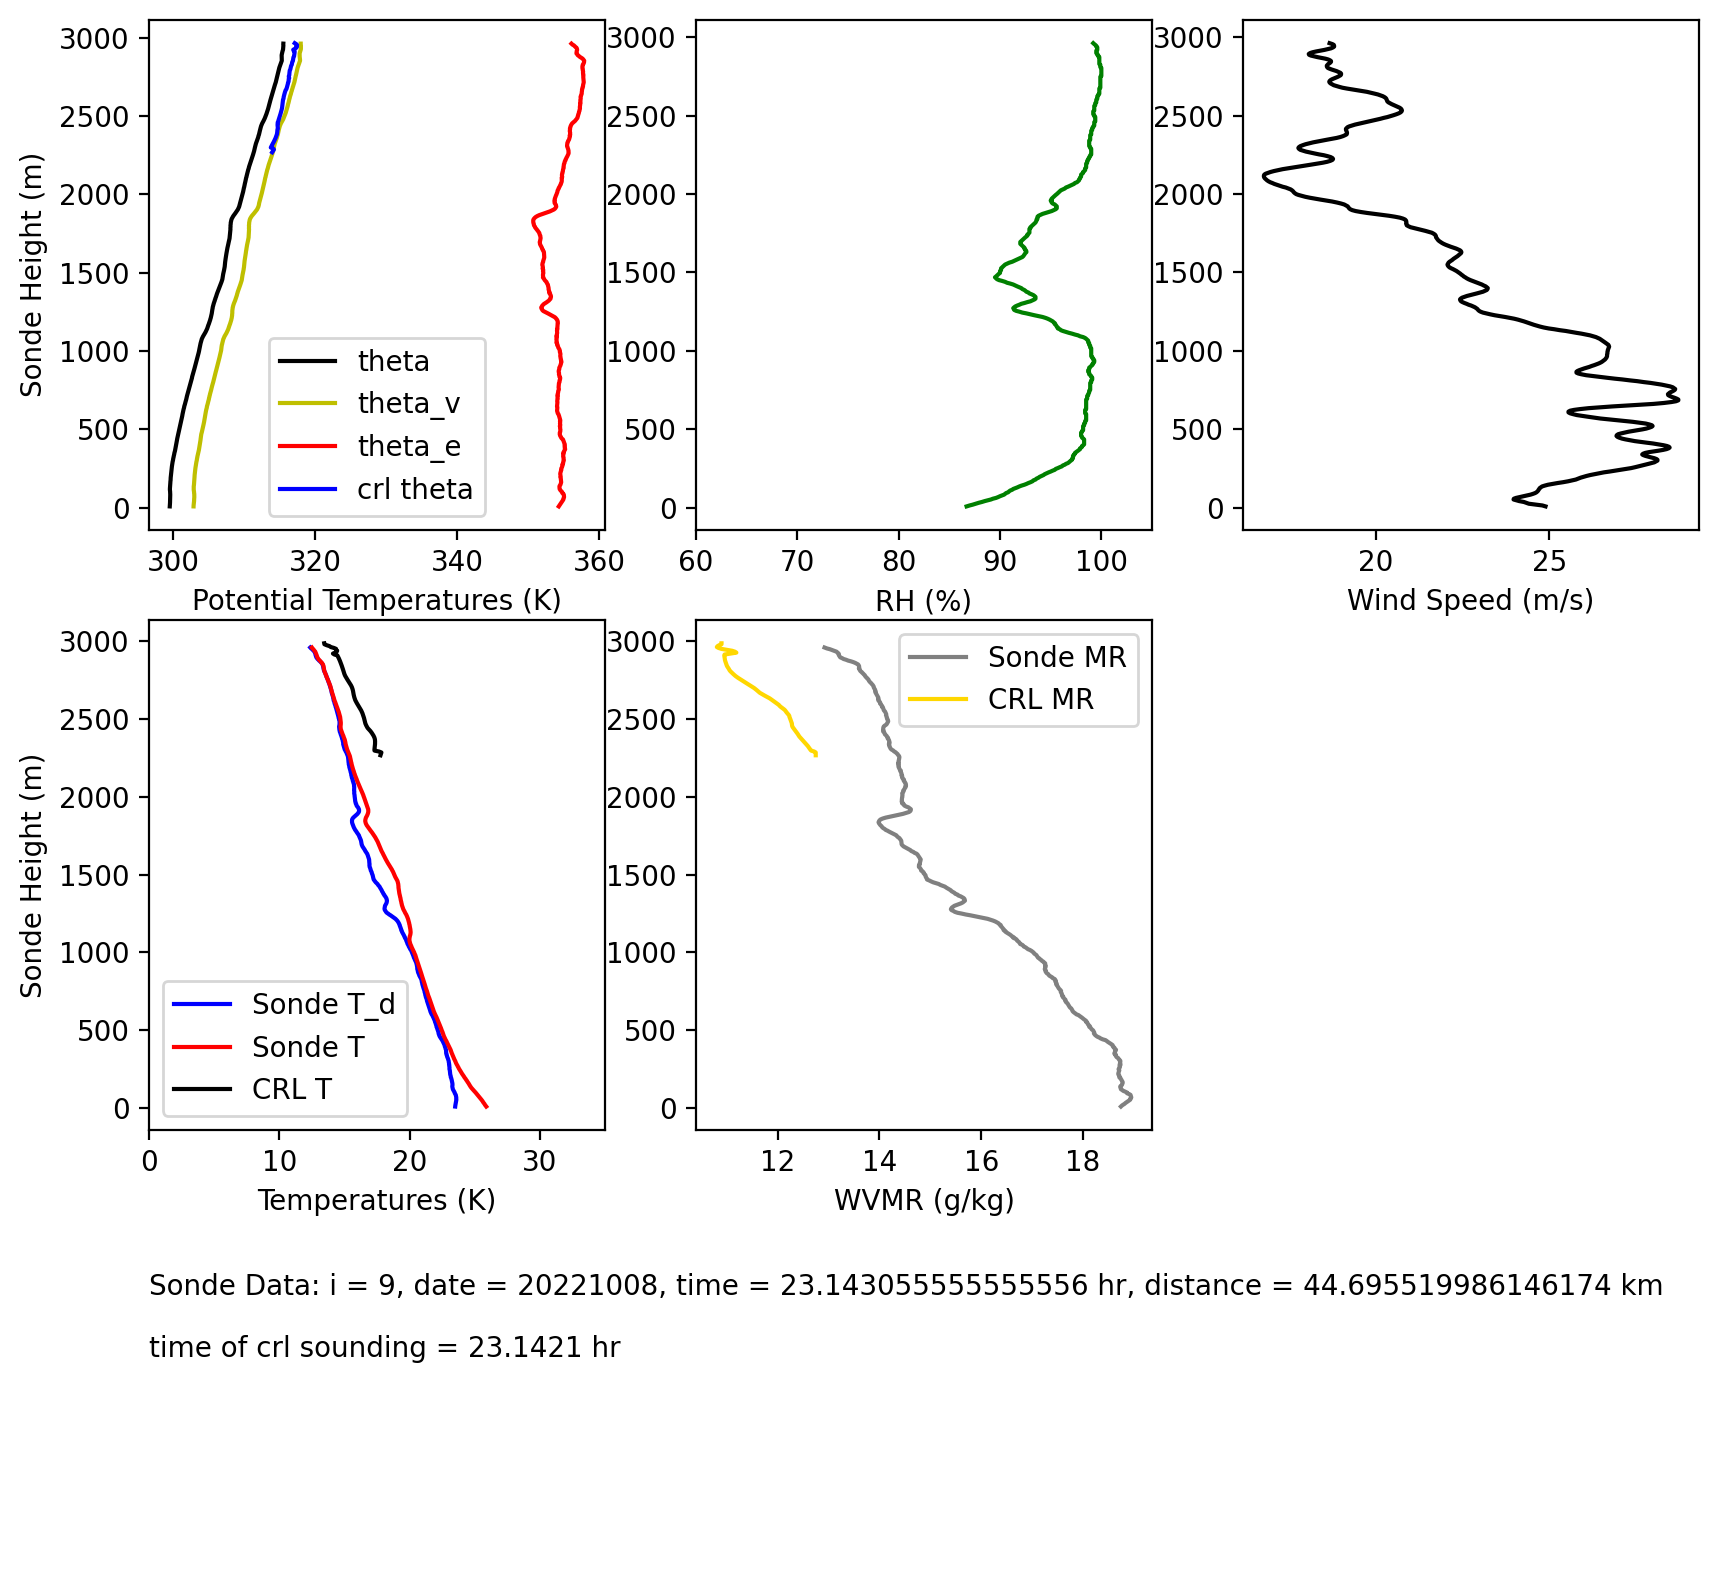 3000
2500
2000
1500
1000
500
0
Sonde Height (m)
theta
theta_v
theta_e
crl theta
300 320 340 360
Potential Temperatures (K)
3000
2500
2000
1500
1000
500
0
60 70 80 90 100
RH (%)
3000
2500
2000
1500
1000
500
0
20 25
Wind Speed (m/s)
3000
2500
2000
1500
1000
500
0
Sonde Height (m)
Sonde T_d
Sonde T
CRL T
0 10 20 30
Temperatures (K)
3000
2500
2000
1500
1000
500
0
Sonde MR
CRL MR
12 14 16 18
WVMR (g/kg)
Sonde Data: i = 9, date = 20221008, time = 23.143055555555556 hr, distance = 44.695519986146174 km
time of crl sounding = 23.1421 hr